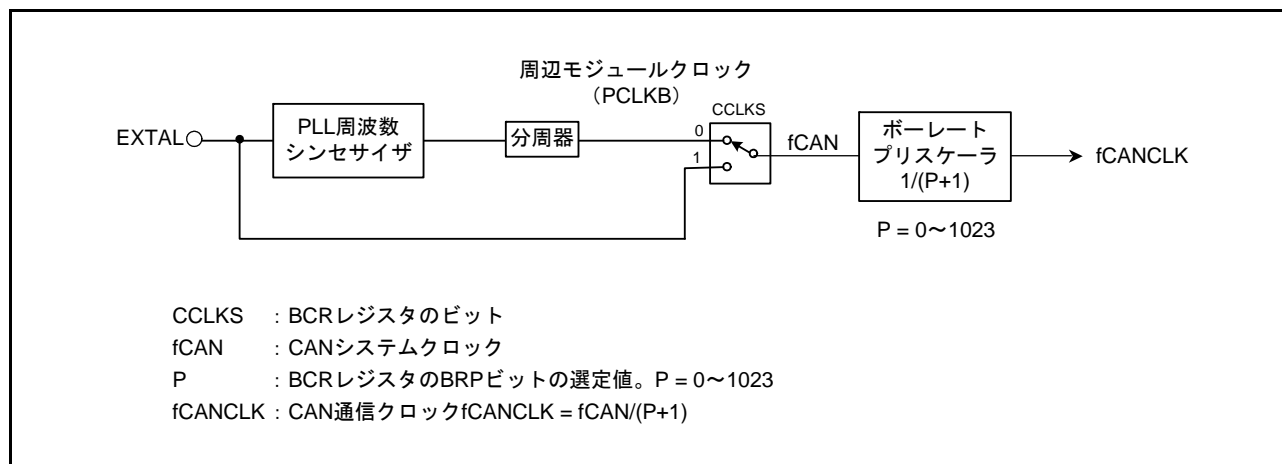 周辺モジュールクロック
（PCLKB）
CCLKS
EXTAL
PLL周波数
シンセサイザ
分周器
0
1
fCAN
ボーレート
プリスケーラ
1/(P+1)
fCANCLK
P = 0～1023
CCLKS : BCRレジスタのビット
fCAN : CANシステムクロック
P : BCRレジスタのBRPビットの選定値。P = 0～1023
fCANCLK : CAN通信クロックfCANCLK = fCAN/(P+1)